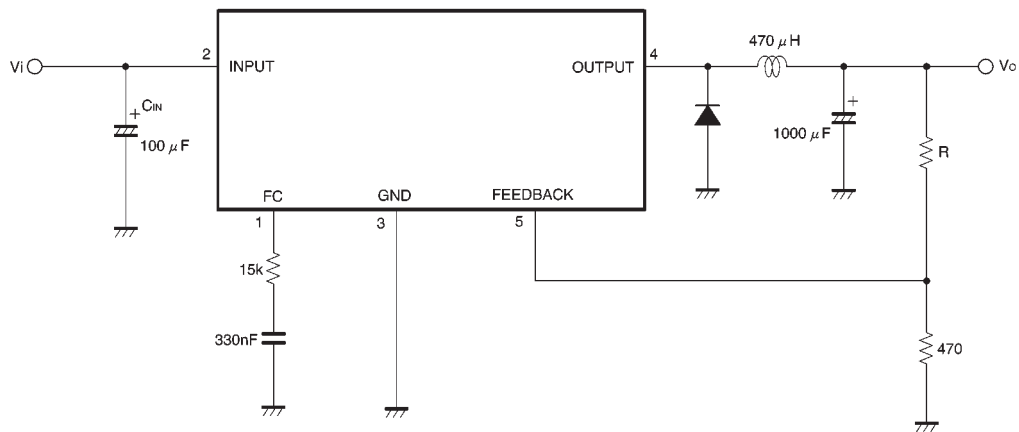 Vi
2
INPUT
OUTPUT
4
470 μH
Vo
+
CIN
100 μF
+
1000 μF
R
FC
GND
FEEDBACK
1
3
5
15k
330nF
470